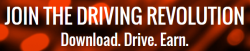 JOIN THE DRIVING REVOLUTION
Download. Drive. Earn.